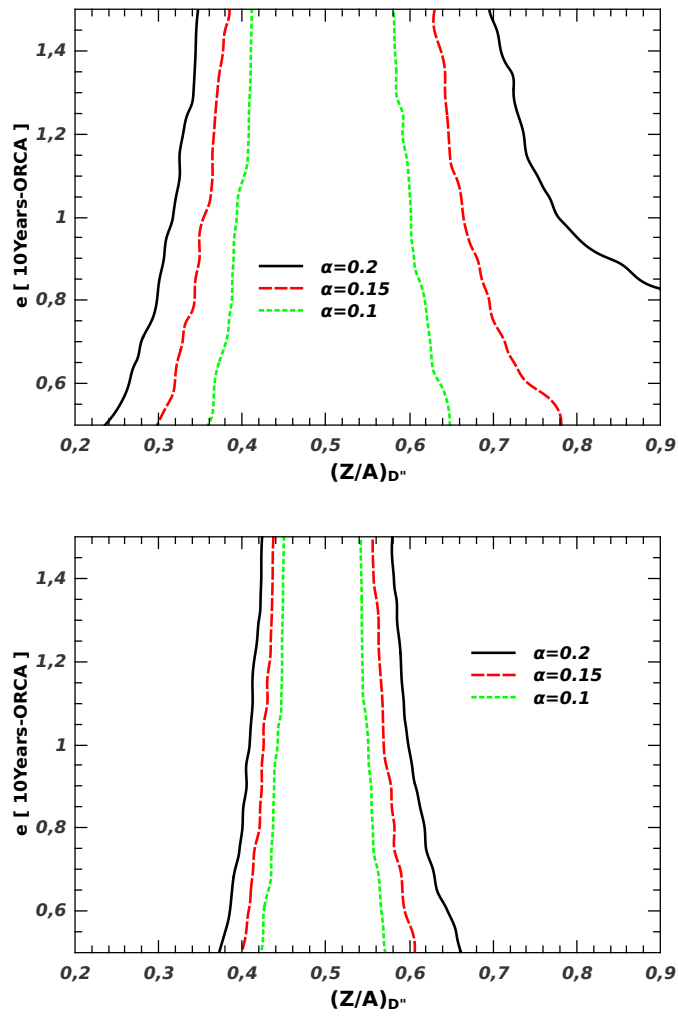 1,4
1,2
1
0,8
0,6
e [ 10Years-ORCA ]
α=0.2
α=0.15
α=0.1
0,2 0,3 0,4 0,5 0,6 0,7 0,8 0,9
(Z/A)D"
1,4
1,2
1
0,8
0,6
e [ 10Years-ORCA ]
α=0.2
α=0.15
α=0.1
0,2 0,3 0,4 0,5 0,6 0,7 0,8 0,9
(Z/A)D"